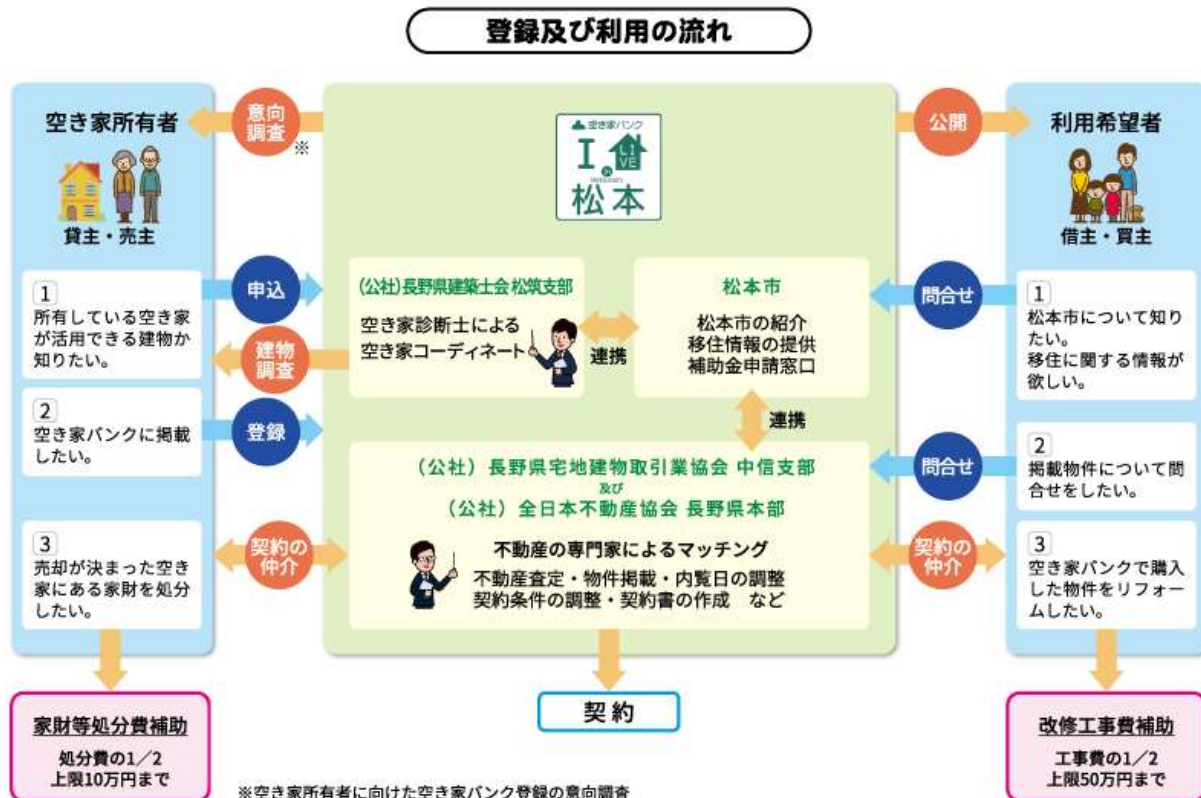 登録及び利用の流れ
空き家所有者
貸主・売主
1
所有している空き家
が活用できる建物か
知りたい。
2
空き家バンクに掲載
したい。
3
売却が決まった空き
家にある家財を処分
したい。
家財等処分費補助
処分費の1／2
上限10万円まで
意向
調査
※
申込
建物
調査
登録
契約の
仲介
空き家バンク
I LIVE
in
MATSUMOTO
松本
(公社)長野県建築士会 松筑支部
空き家診断士による
空き家コーディネート
連携
松本市
松本市の紹介
移住情報の提供
補助金申請窓口
連携
（公社）長野県宅地建物取引業協会 中信支部
及び
（公社）全日本不動産協会 長野県本部
不動産の専門家によるマッチング
不動産査定・物件掲載・内覧日の調整
契約条件の調整・契約書の作成　など
契約
公開
問合せ
問合せ
契約の
仲介
利用希望者
借主・買主
1
松本市について知り
たい。
移住に関する情報が
欲しい。
2
掲載物件について問
合せをしたい。
3
空き家バンクで購入
した物件をリフォー
ムしたい。
改修工事費補助
工事費の1／2
上限50万円まで
※空き家所有者に向けた空き家バンク登録の意向調査